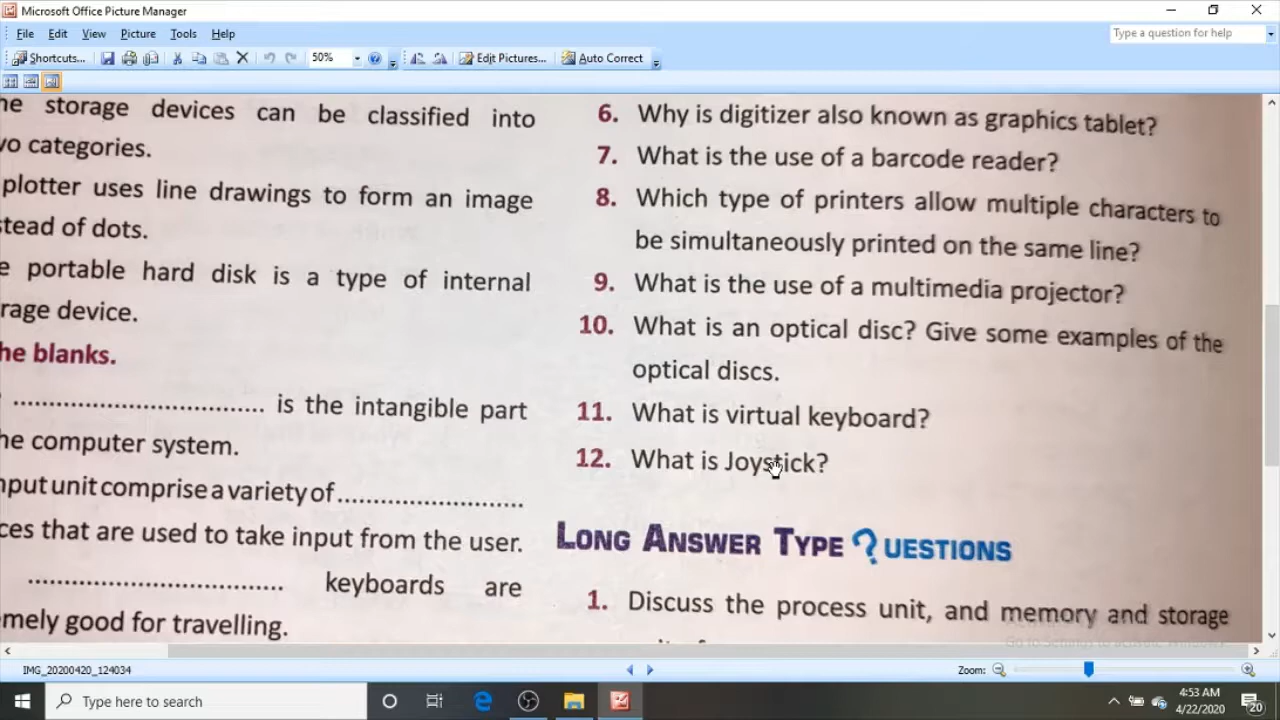 Microsoft Office Picture Manager
File Edit View Picture Tools Help
Type a question for help
Shortcuts... 50% Edit Pictures... Auto Correct
he storage devices can be classified into
vo categories.
plotter uses line drawings to form an image
stead of dots.
e portable hard disk is a type of internal
rage device.
he blanks.
.................................. is the intangible part
he computer system.
nput unit comprise a variety of.........................
ces that are used to take input from the user.
.................................. keyboards are
mely good for travelling.
6. Why is digitizer also known as graphics tablet?
7. What is the use of a barcode reader?
8. Which type of printers allow multiple characters to
be simultaneously printed on the same line?
9. What is the use of a multimedia projector?
10. What is an optical disc? Give some examples of the
optical discs.
11. What is virtual keyboard?
12. What is Joystick?
LONG ANSWER TYPE QUESTIONS
1. Discuss the process unit, and memory and storage
Go to Settings to activate Windows.
IMG_20200420_124034
Zoom:
Type here to search
4:53 AM
4/22/2020
20